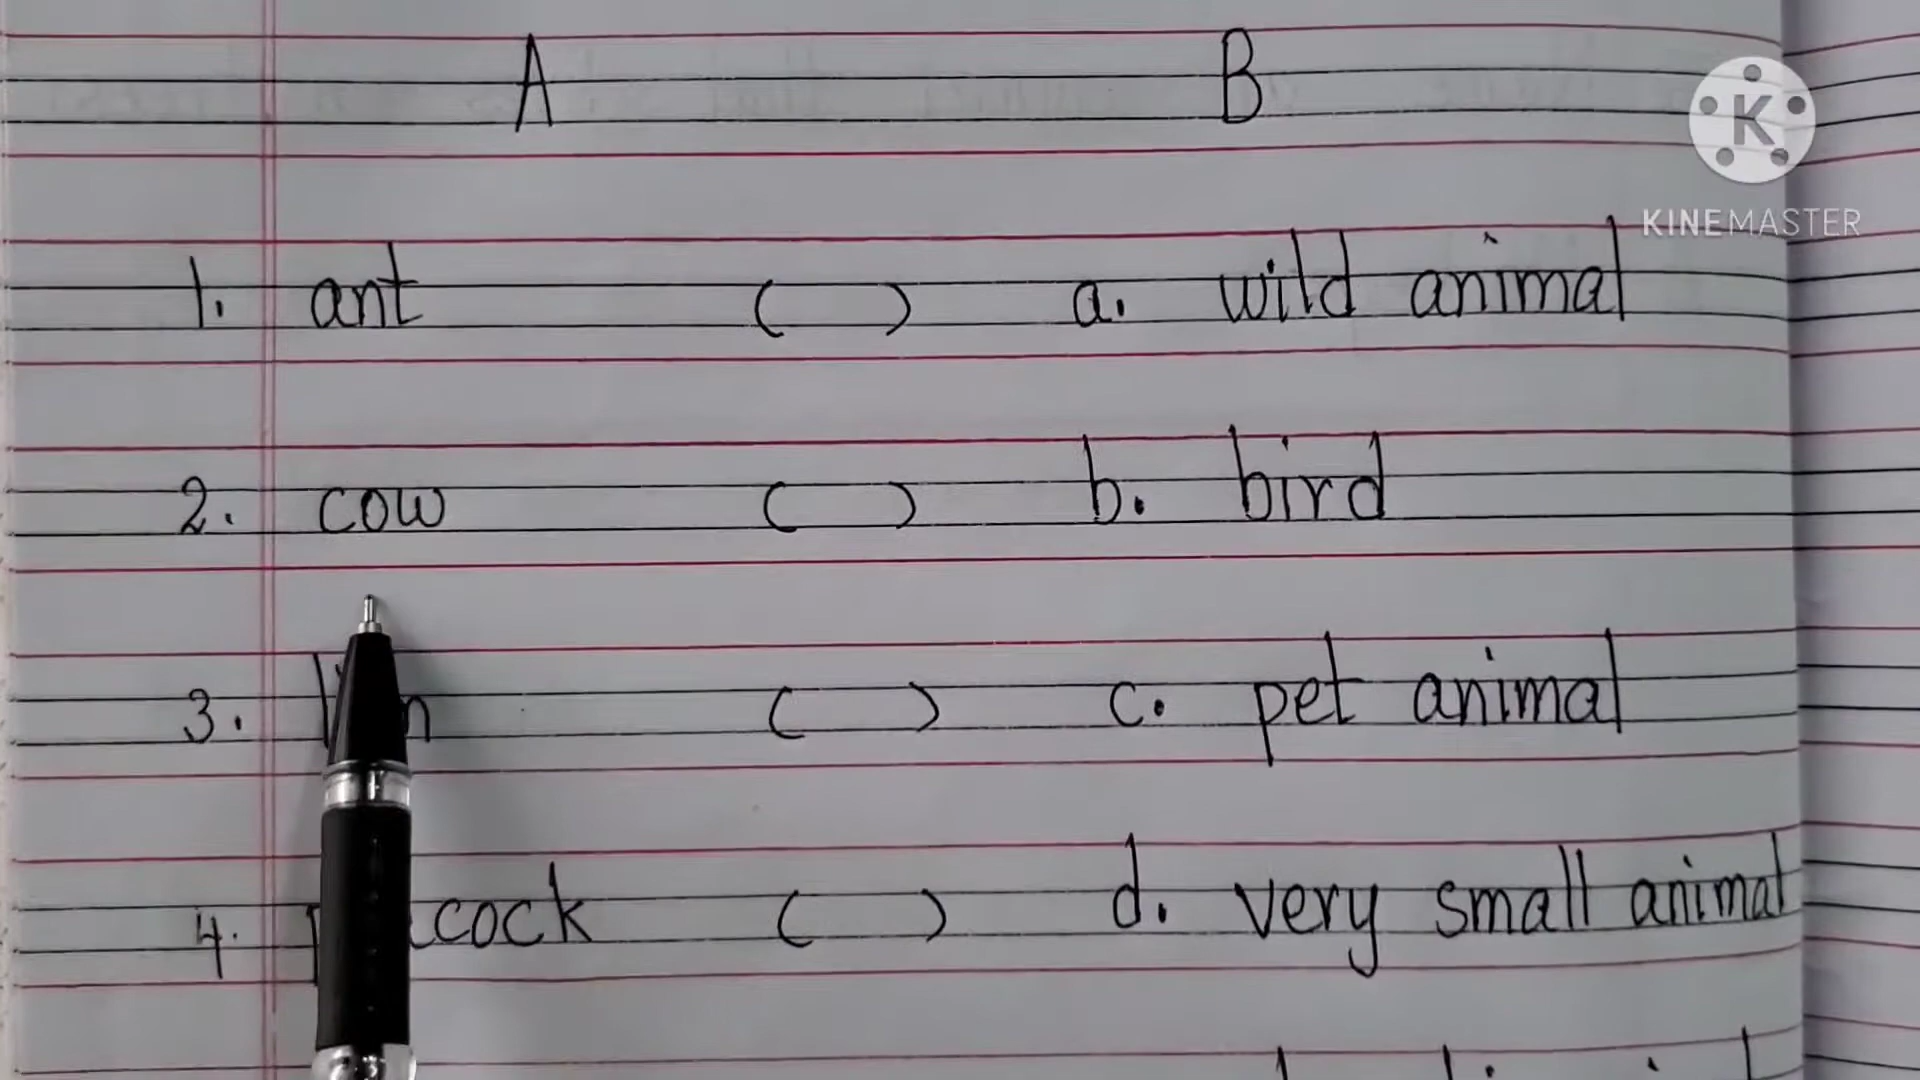 A B
KINEMASTER
1. ant ( ) a. wild animal
2. cow ( ) b. bird
3. ( ) c. pet animal
4. ( ) d. very small animal